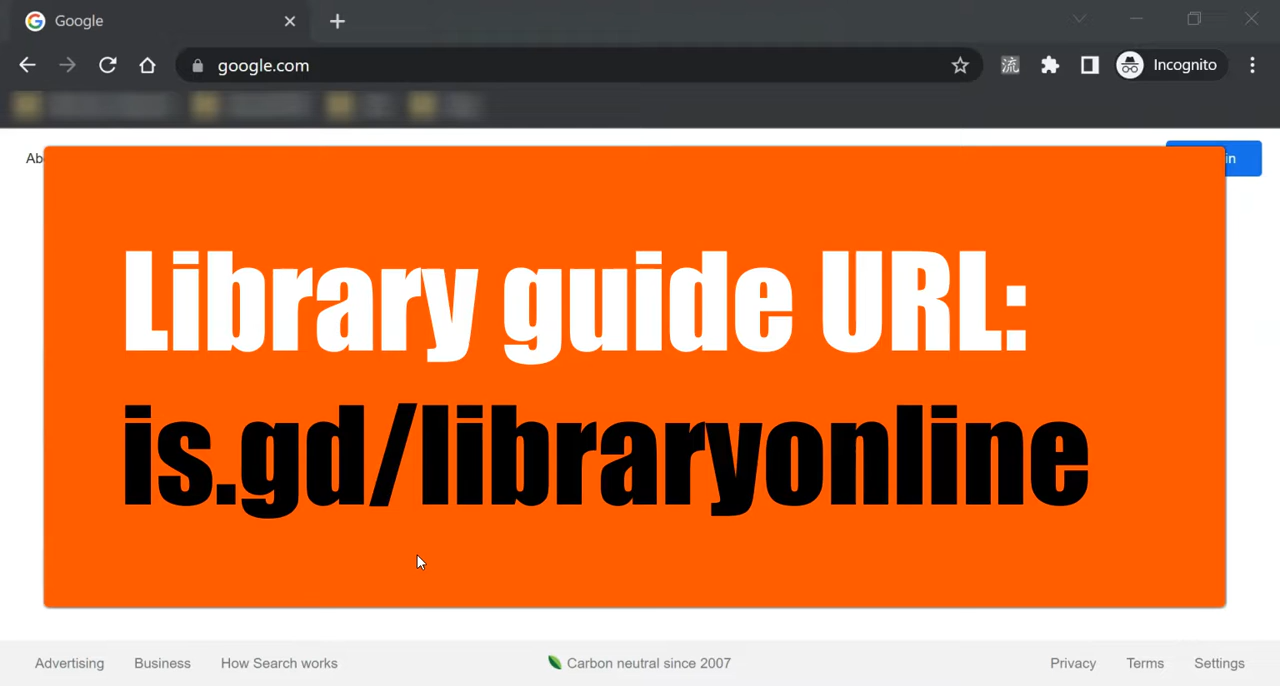 Google
google.com
流
Incognito
Ab
in
Library guide URL:
is.gd/libraryonline
Advertising Business How Search works Carbon neutral since 2007 Privacy Terms Settings